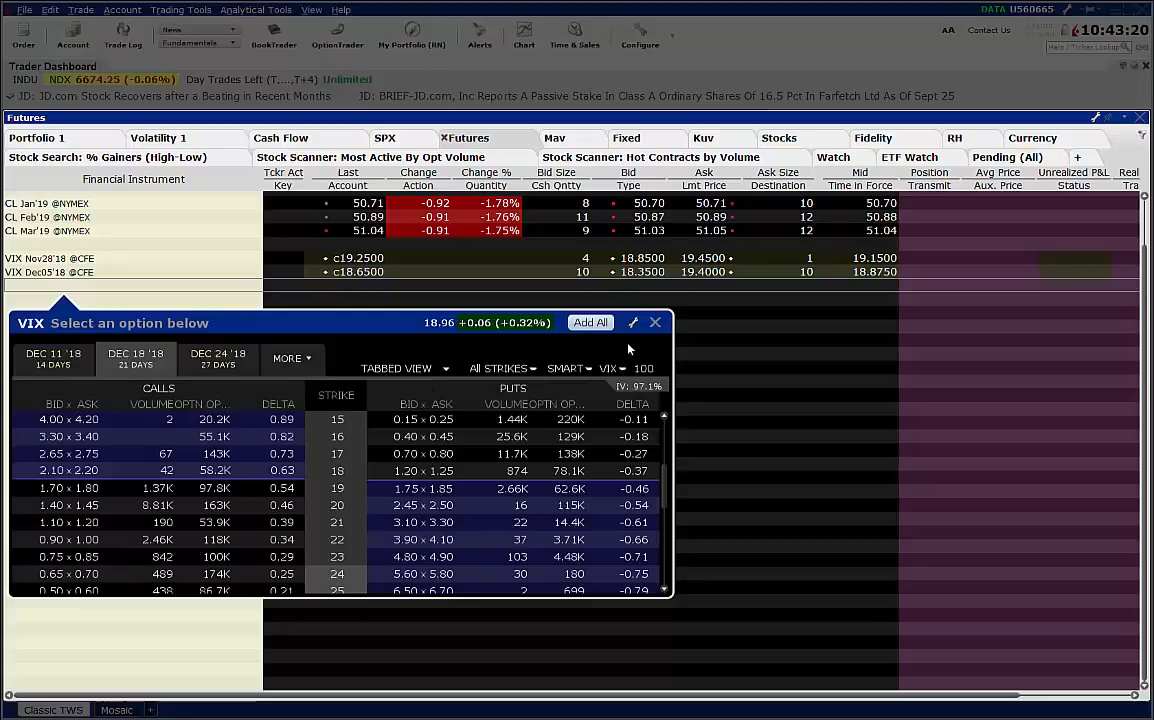 File Edit Trade Account Trading Tools Analytical Tools View Help DATA U560665
Order Account Trade Log News Fundamentals BookTrader OptionTrader My Portfolio (RN) Alerts Chart Time & Sales Configure AA Contact Us 10:43:20
Help / Ticker Lookup
Trader Dashboard
INDU NDX 6674.25 (-0.06%) Day Trades Left (T,...,T+4) Unlimited
JD: JD.com Stock Recovers after a Beating in Recent Months JD: BRIEF-JD.com, Inc Reports A Passive Stake In Class A Ordinary Shares Of 16.5 Pct In Farfetch Ltd As Of Sept 25
Futures
Portfolio 1 Volatility 1 Cash Flow SPX Futures Mav Fixed Kuv Stocks Fidelity RH Currency
Stock Search: % Gainers (High-Low) Stock Scanner: Most Active By Opt Volume Stock Scanner: Hot Contracts by Volume Watch ETF Watch Pending (All) +
Financial Instrument Tckr Act Last Change Change % Bid Size Bid Ask Ask Size Mid Position Avg Price Unrealized P&L Real
Key Account Action Quantity Csh Qntty Type Lmt Price Destination Time in Force Transmit Aux. Price Status Tra
CL Jan'19 @NYMEX 50.71 -0.92 -1.78% 8 50.70 50.71 10 50.70
CL Feb'19 @NYMEX 50.89 -0.91 -1.76% 11 50.87 50.89 12 50.88
CL Mar'19 @NYMEX 51.04 -0.91 -1.75% 9 51.03 51.05 12 51.04
VIX Nov28'18 @CFE c19.2500 4 18.8500 19.4500 1 19.1500
VIX Dec05'18 @CFE c18.6500 10 18.3500 19.4000 10 18.8750
VIX Select an option below 18.96 +0.06 (+0.32%) Add All
DEC 11 '18 DEC 18 '18 DEC 24 '18 MORE
14 DAYS 21 DAYS 27 DAYS
TABBED VIEW All STRIKES SMART VIX 100
IV: 97.1%
CALLS STRIKE PUTS
BID x ASK VOLUME OPTN OP... DELTA BID x ASK VOLUME OPTN OP... DELTA
4.00 x 4.20 2 20.2K 0.89 15 0.15 x 0.25 1.44K 220K -0.11
3.30 x 3.40 55.1K 0.82 16 0.40 x 0.45 25.6K 129K -0.18
2.65 x 2.75 67 143K 0.73 17 0.70 x 0.80 11.7K 138K -0.27
2.10 x 2.20 42 58.2K 0.63 18 1.20 x 1.25 874 78.1K -0.37
1.70 x 1.80 1.37K 97.8K 0.54 19 1.75 x 1.85 2.66K 62.6K -0.46
1.40 x 1.45 8.81K 163K 0.46 20 2.45 x 2.50 16 115K -0.54
1.10 x 1.20 190 53.9K 0.39 21 3.10 x 3.30 22 14.4K -0.61
0.90 x 1.00 2.46K 118K 0.34 22 3.90 x 4.10 37 3.71K -0.66
0.75 x 0.85 842 100K 0.29 23 4.80 x 4.90 103 4.48K -0.71
0.65 x 0.70 489 174K 0.25 24 5.60 x 5.80 30 180 -0.75
0.50 x 0.60 438 86.7K 0.21 25 6.50 x 6.70 2 699 -0.79
Classic TWS Mosaic +